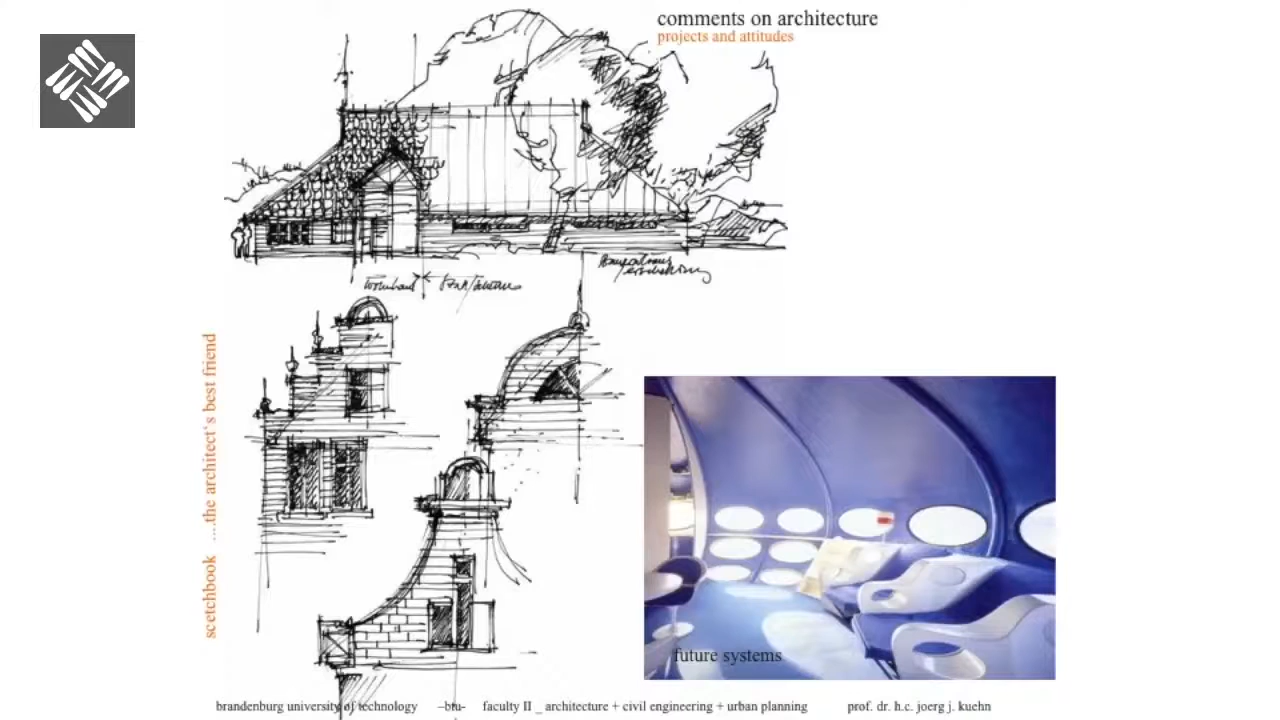 comments on architecture
projects and attitudes
scetchbook ....the architect`s best friend
future systems
brandenburg university of technology –btu- faculty II _ architecture + civil engineering + urban planning prof. dr. h.c. joerg j. kuehn